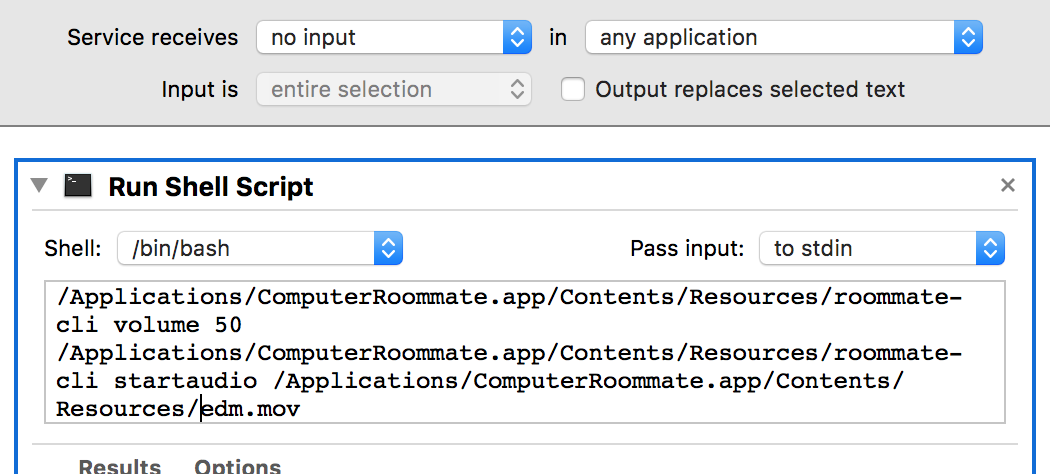 Service receives no input in any application
Input is entire selection Output replaces selected text
Run Shell Script
Shell: /bin/bash Pass input: to stdin
/Applications/ComputerRoommate.app/Contents/Resources/roommate-
cli volume 50
/Applications/ComputerRoommate.app/Contents/Resources/roommate-
cli startaudio /Applications/ComputerRoommate.app/Contents/
Resources/edm.mov
Results Options